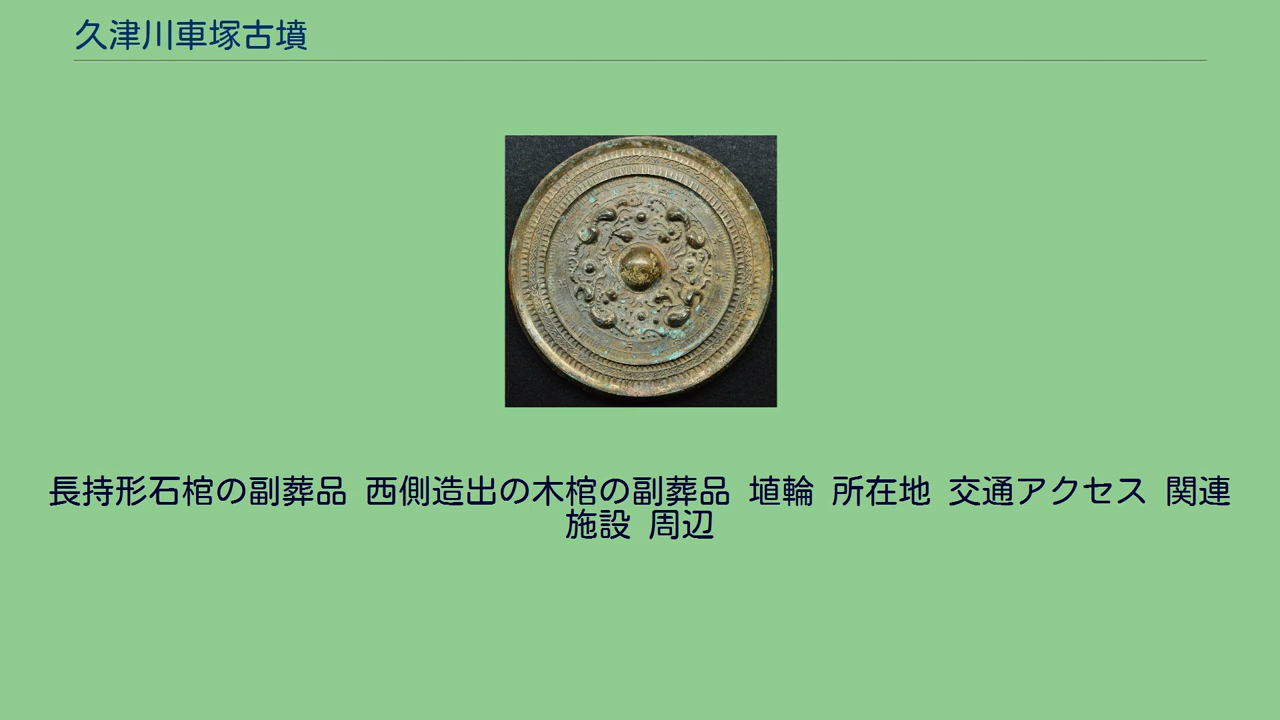 久津川車塚古墳
長持形石棺の副葬品 西側造出の木棺の副葬品 埴輪 所在地 交通アクセス 関連
施設 周辺